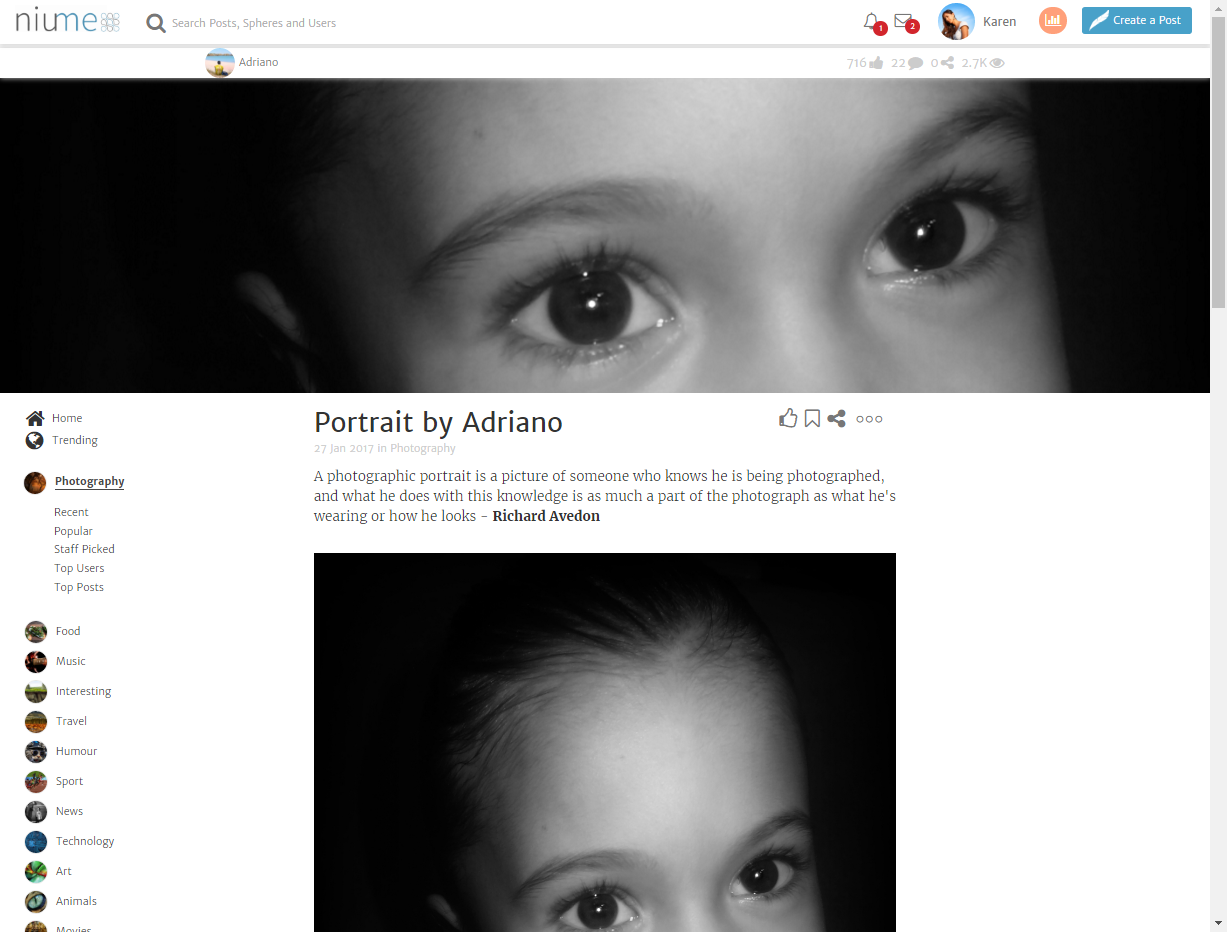 niume
Search Posts, Spheres and Users
1
2
Karen
Create a Post
Adriano
716 22 0 2.7K
Home
Trending
Photography
Recent
Popular
Staff Picked
Top Users
Top Posts
Food
Music
Interesting
Travel
Humour
Sport
News
Technology
Art
Animals
Movies
Portrait by Adriano
27 Jan 2017 in Photography
A photographic portrait is a picture of someone who knows he is being photographed,
and what he does with this knowledge is as much a part of the photograph as what he's
wearing or how he looks - Richard Avedon